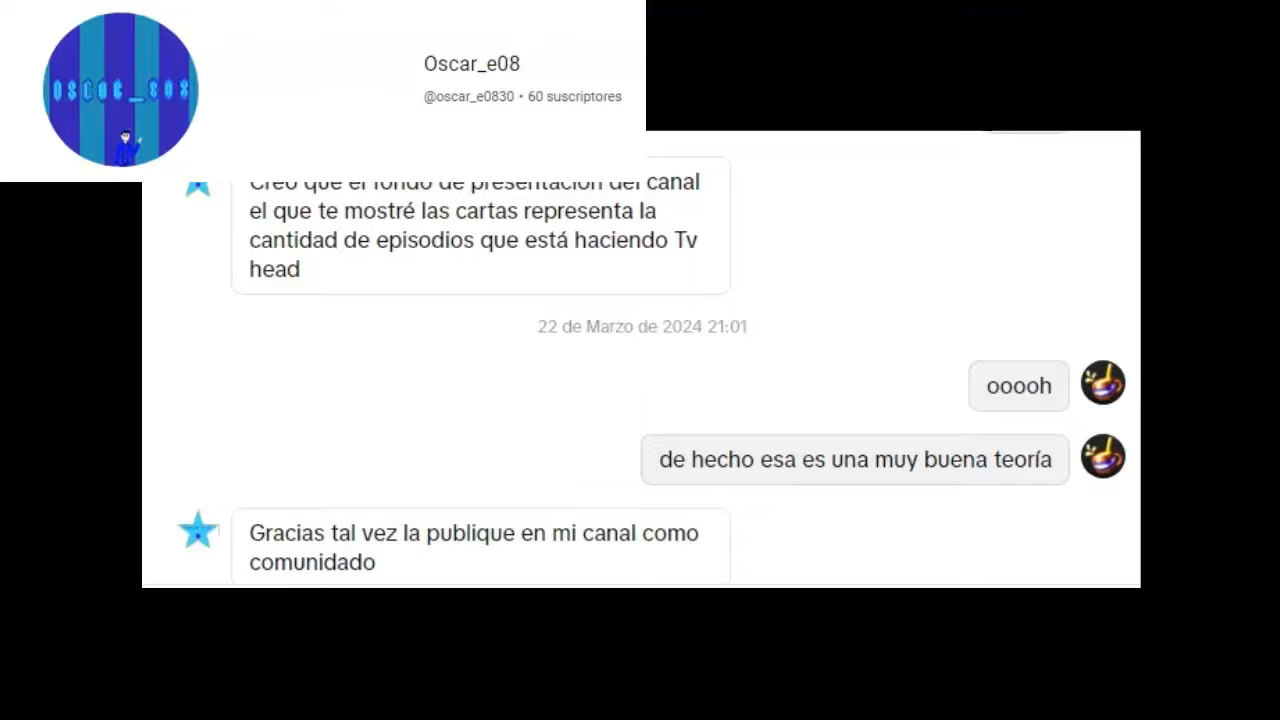 OSCAR_E08
Oscar_e08
@oscar_e0830 • 60 suscriptores
Creo que el fondo de presentación del canal
el que te mostré las cartas representa la
cantidad de episodios que está haciendo Tv
head
22 de Marzo de 2024 21:01
ooooh
de hecho esa es una muy buena teoría
Gracias tal vez la publique en mi canal como
comunidado